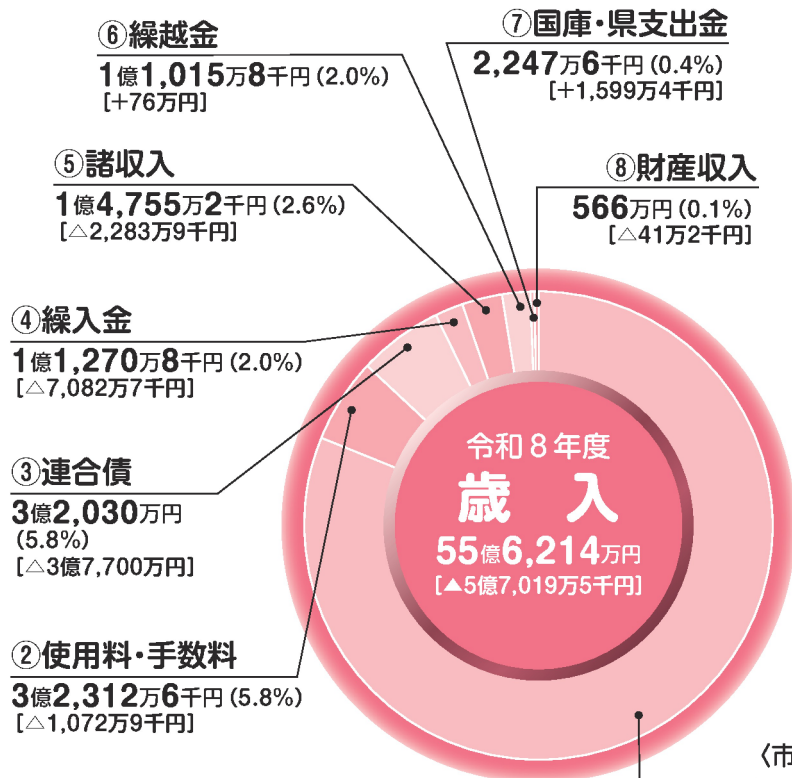 ⑥繰越金
1億1,015万8千円(2.0%)
[+76万円]
⑦国庫・県支出金
2,247万6千円(0.4%)
[+1,599万4千円]
⑤諸収入
1億4,755万2千円(2.6%)
[△2,283万9千円]
⑧財産収入
566万円(0.1%)
[△41万2千円]
④繰入金
1億1,270万8千円(2.0%)
[△7,082万7千円]
③連合債
3億2,030万円
(5.8%)
[△3億7,700万円]
②使用料・手数料
3億2,312万6千円(5.8%)
[△1,072万9千円]
令和8年度
歳 入
55億6,214万円
[▲5億7,019万5千円]
〈市